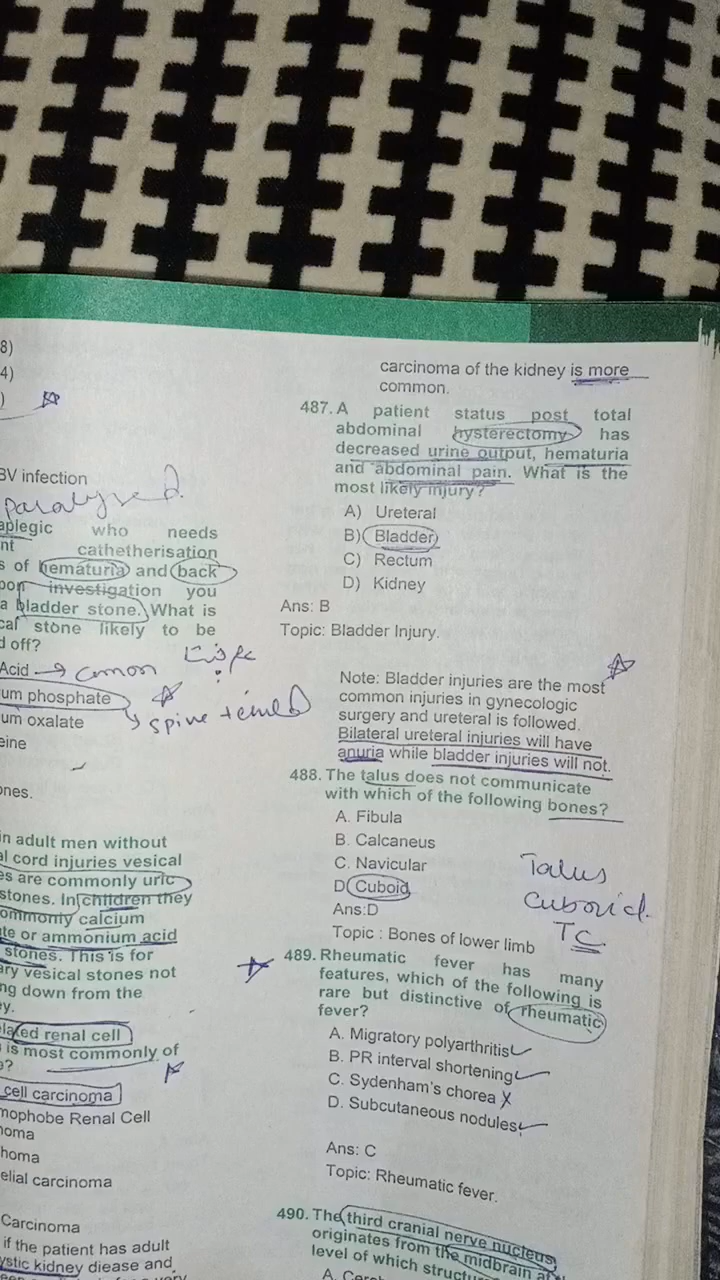 8)
4)
)
BV infection
paralysed.
aplegic who needs
nt cathetherisation
s of hematuria and back
pon investigation you
a bladder stone. What is
cal stone likely to be
d off?
Acid → common
um phosphate
um oxalate
spine +
eine
ones.
in adult men without
al cord injuries vesical
es are commonly uric
stones. In children they
ommonly calcium
te or ammonium acid
stones. This is for
ary vesical stones not
ng down from the
y.
lated renal cell
is most commonly of
?
cell carcinoma
mophobe Renal Cell
noma
homa
elial carcinoma
Carcinoma
if the patient has adult
ystic kidney diease and
carcinoma of the kidney is more
common.
487. A patient status post total
abdominal hysterectomy has
decreased urine output, hematuria
and abdominal pain. What is the
most likely injury?
A) Ureteral
B) Bladder
C) Rectum
D) Kidney
Ans: B
Topic: Bladder Injury.
Note: Bladder injuries are the most
common injuries in gynecologic
surgery and ureteral is followed.
Bilateral ureteral injuries will have
anuria while bladder injuries will not.
488. The talus does not communicate
with which of the following bones?
A. Fibula
B. Calcaneus
C. Navicular
D Cuboid
Ans:D
Topic : Bones of lower limb
Talus
Cuboid.
TC
489. Rheumatic fever has many
features, which of the following is
rare but distinctive of rheumatic
fever?
A. Migratory polyarthritis
B. PR interval shortening
C. Sydenham's chorea X
D. Subcutaneous nodules
Ans: C
Topic: Rheumatic fever.
490. The third cranial nerve nucleus
originates from the midbrain
level of which
A.